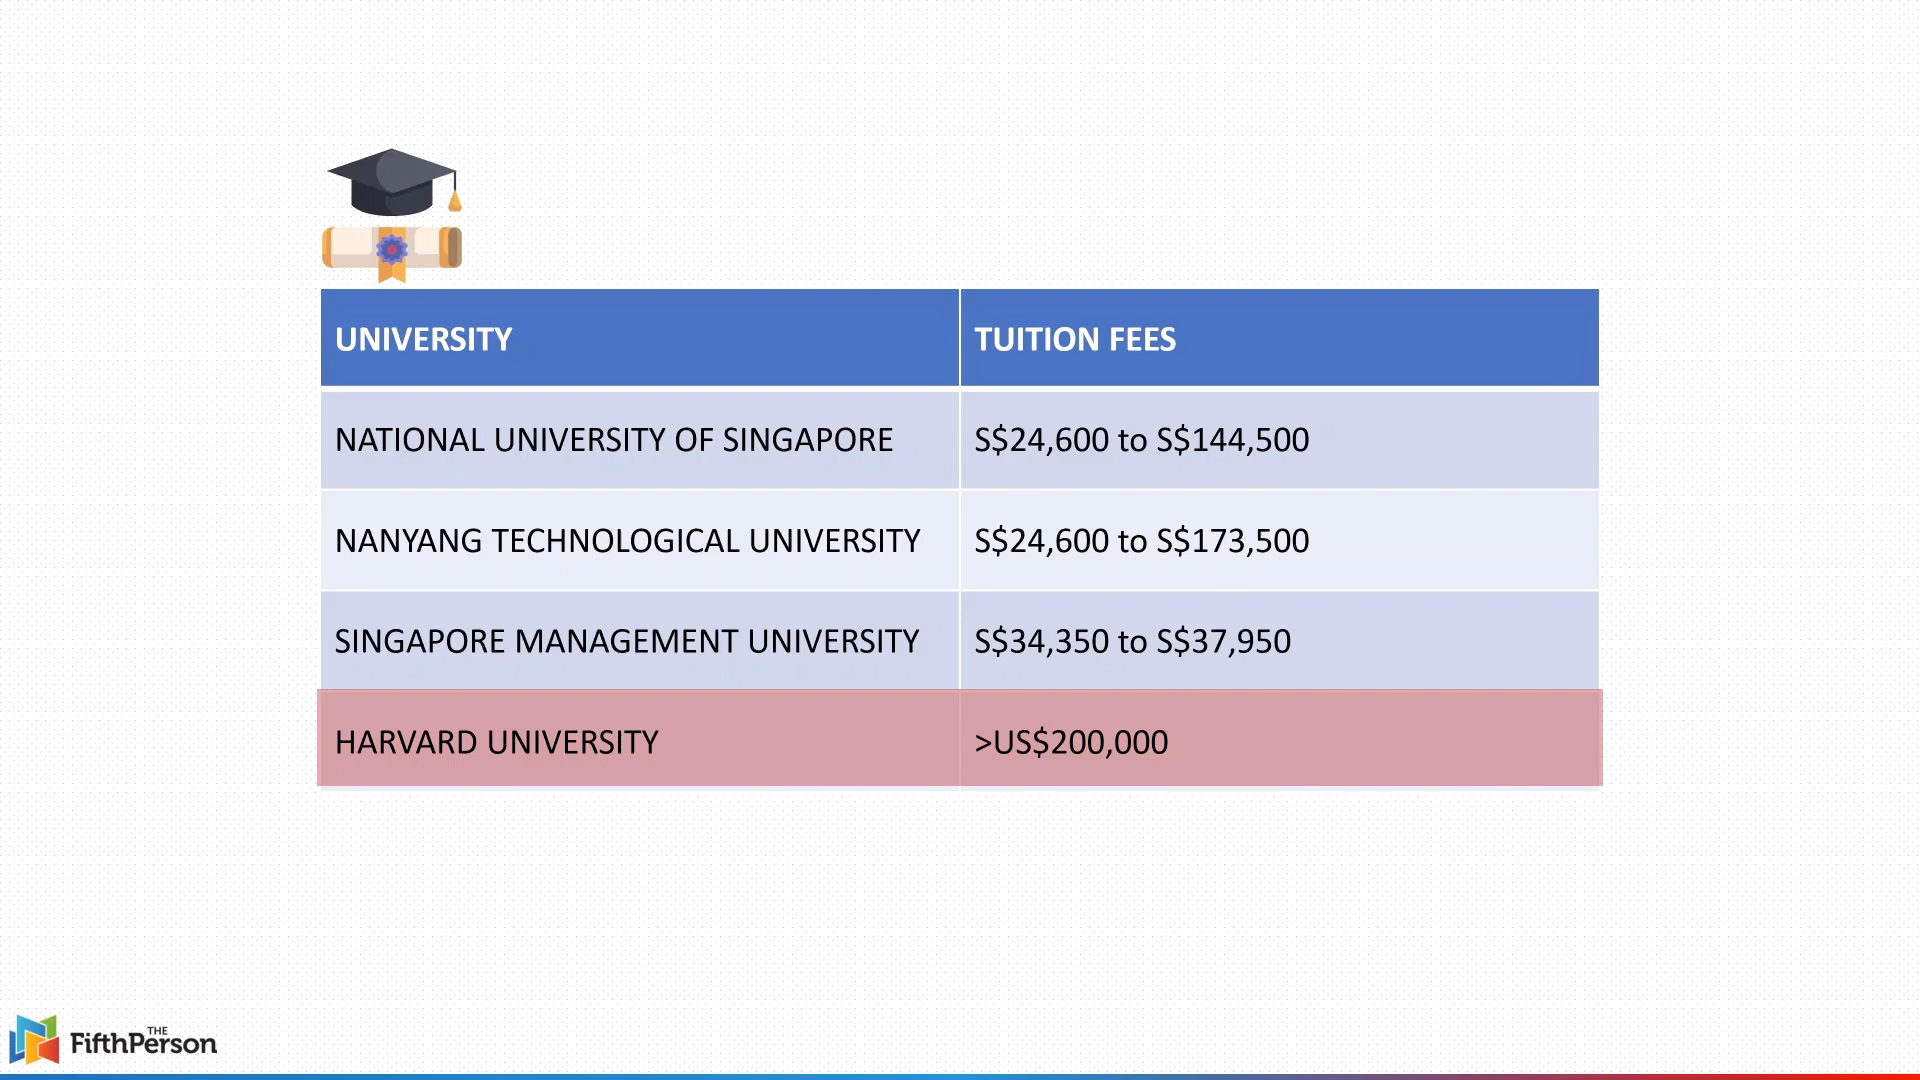 UNIVERSITY TUITION FEES
NATIONAL UNIVERSITY OF SINGAPORE S$24,600 to S$144,500
NANYANG TECHNOLOGICAL UNIVERSITY S$24,600 to S$173,500
SINGAPORE MANAGEMENT UNIVERSITY S$34,350 to S$37,950
HARVARD UNIVERSITY >US$200,000
THE
FifthPerson